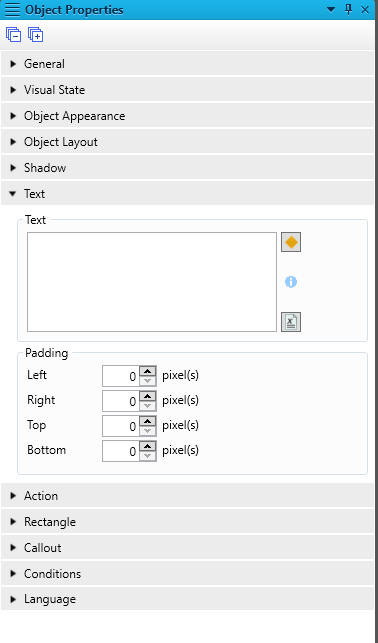 Object Properties
General
Visual State
Object Appearance
Object Layout
Shadow
Text
Text
Padding
Left 0 pixel(s)
Right 0 pixel(s)
Top 0 pixel(s)
Bottom 0 pixel(s)
Action
Rectangle
Callout
Conditions
Language